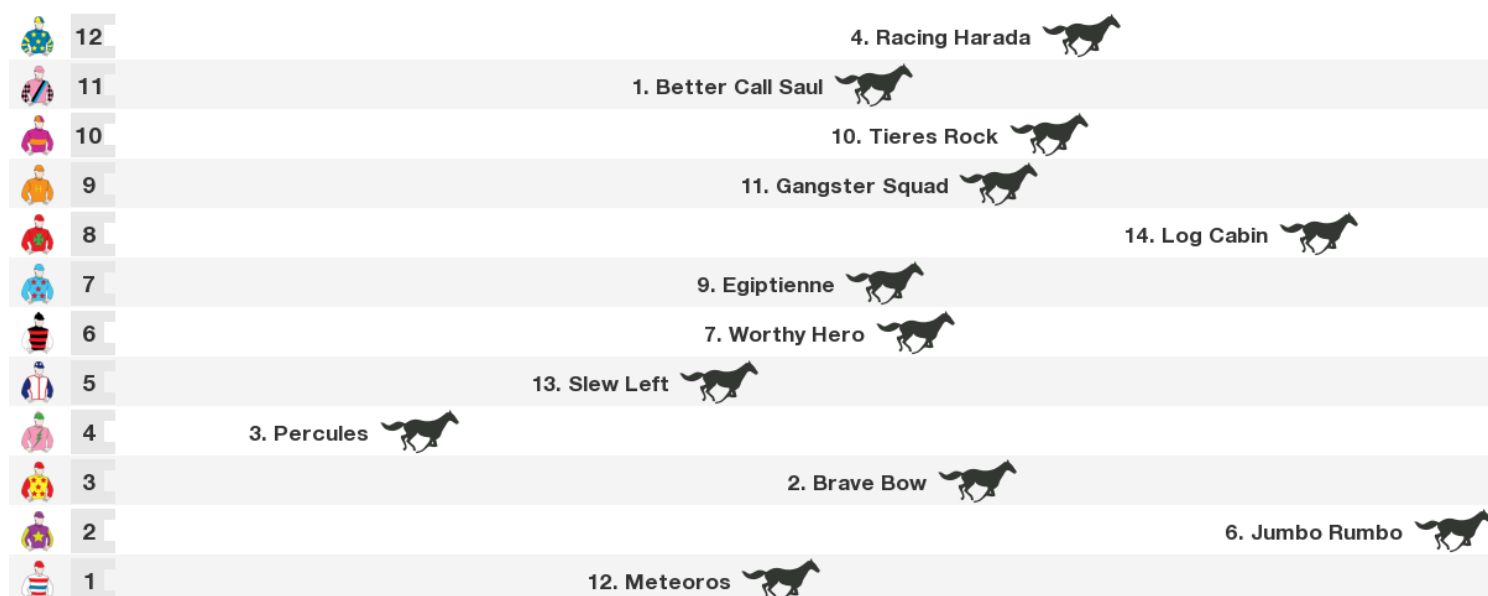 12 4. Racing Harada
11 1. Better Call Saul
10 10. Tieres Rock
9 11. Gangster Squad
8 14. Log Cabin
7 9. Egiptienne
6 7. Worthy Hero
5 13. Slew Left
4 3. Percules
3 2. Brave Bow
2 6. Jumbo Rumbo
1 12. Meteoros